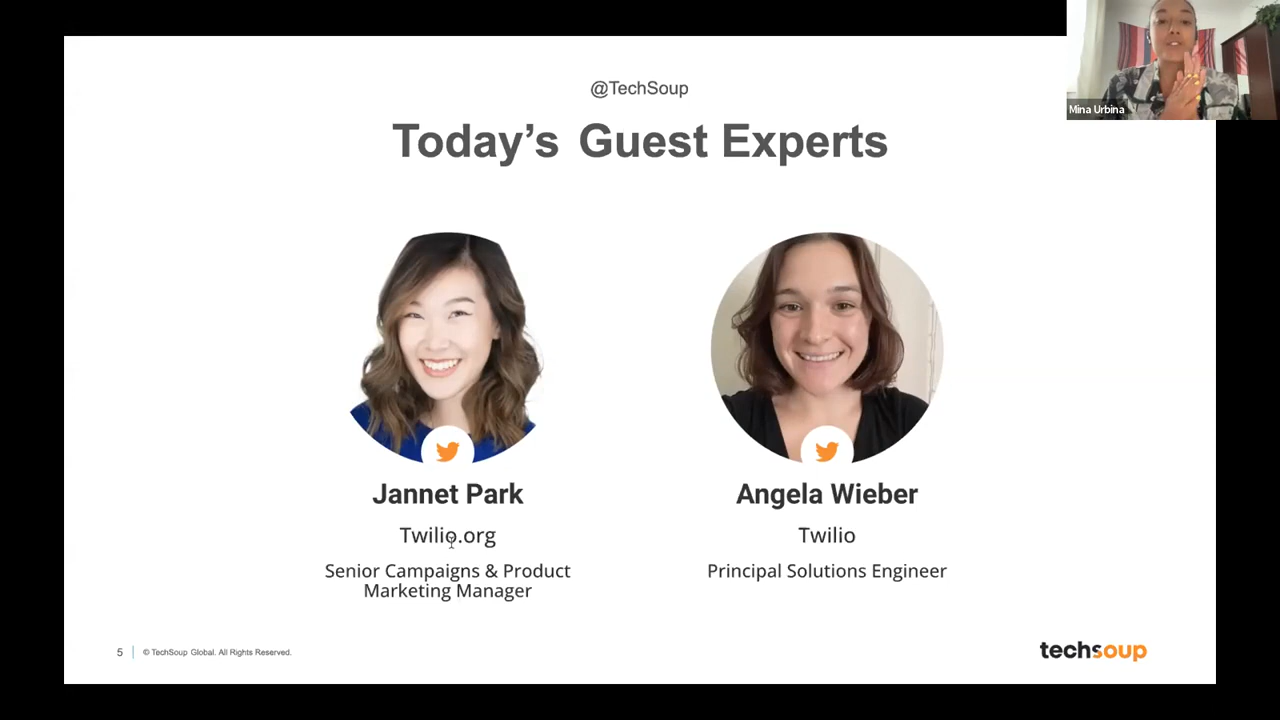 @TechSoup
Mina Urbina
Today's Guest Experts
Jannet Park
Twilio.org
Senior Campaigns & Product
Marketing Manager
Angela Wieber
Twilio
Principal Solutions Engineer
5
© TechSoup Global. All Rights Reserved.
techsoup